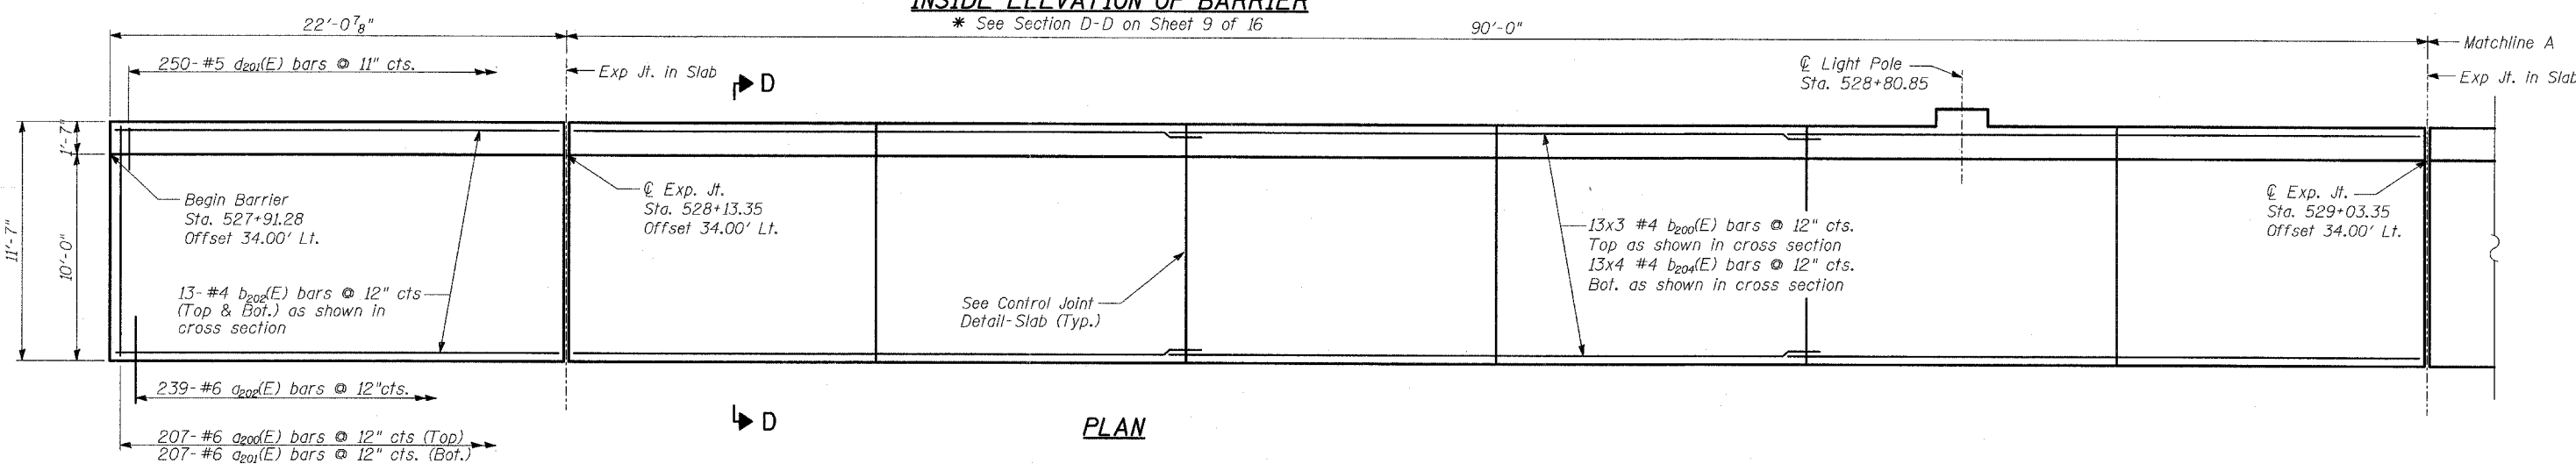 INSIDE ELEVATION OF BARRIER
* See Section D-D on Sheet 9 of 16
22'-0 7/8"
90'-0"
Matchline A
250-#5 d201(E) bars @ 11" cts.
Exp Jt. in Slab
D
℄ Light Pole
Sta. 528+80.85
Exp Jt. in Slab
1'-7"
11'-7"
10'-0"
Begin Barrier
Sta. 527+91.28
Offset 34.00' Lt.
℄ Exp. Jt.
Sta. 528+13.35
Offset 34.00' Lt.
13x3 #4 b200(E) bars @ 12" cts.
Top as shown in cross section
13x4 #4 b204(E) bars @ 12" cts.
Bot. as shown in cross section
℄ Exp. Jt.
Sta. 529+03.35
Offset 34.00' Lt.
13-#4 b202(E) bars @ 12" cts
(Top & Bot.) as shown in
cross section
See Control Joint
Detail-Slab (Typ.)
239-#6 a202(E) bars @ 12"cts.
D
PLAN
207-#6 a200(E) bars @ 12" cts (Top)
207-#6 a201(E) bars @ 12" cts. (Bot.)